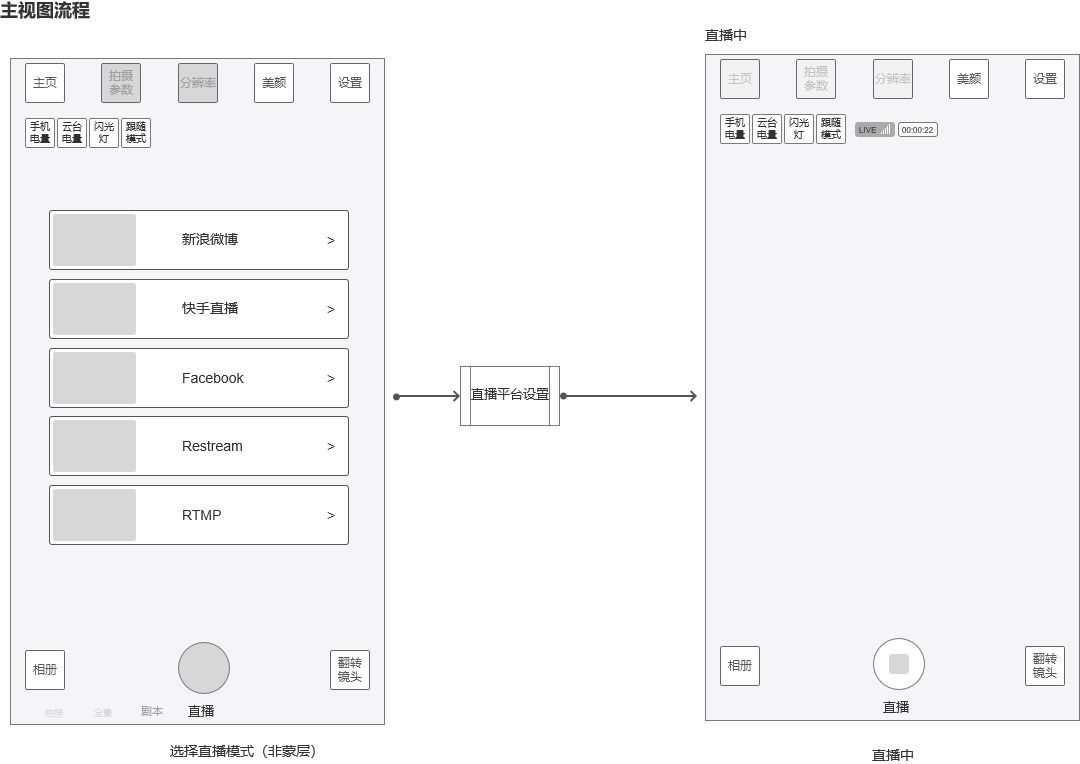 主视图流程
直播中
主页
拍摄
参数
分辨率
美颜
设置
手机
电量
云台
电量
闪光
灯
跟随
模式
新浪微博 >
快手直播 >
Facebook >
Restream >
RTMP >
相册
翻转
镜头
拍照
全景
剧本
直播
选择直播模式（非蒙层）
直播平台设置
主页
拍摄
参数
分辨率
美颜
设置
手机
电量
云台
电量
闪光
灯
跟随
模式
LIVE
00:00:22
相册
翻转
镜头
直播
直播中